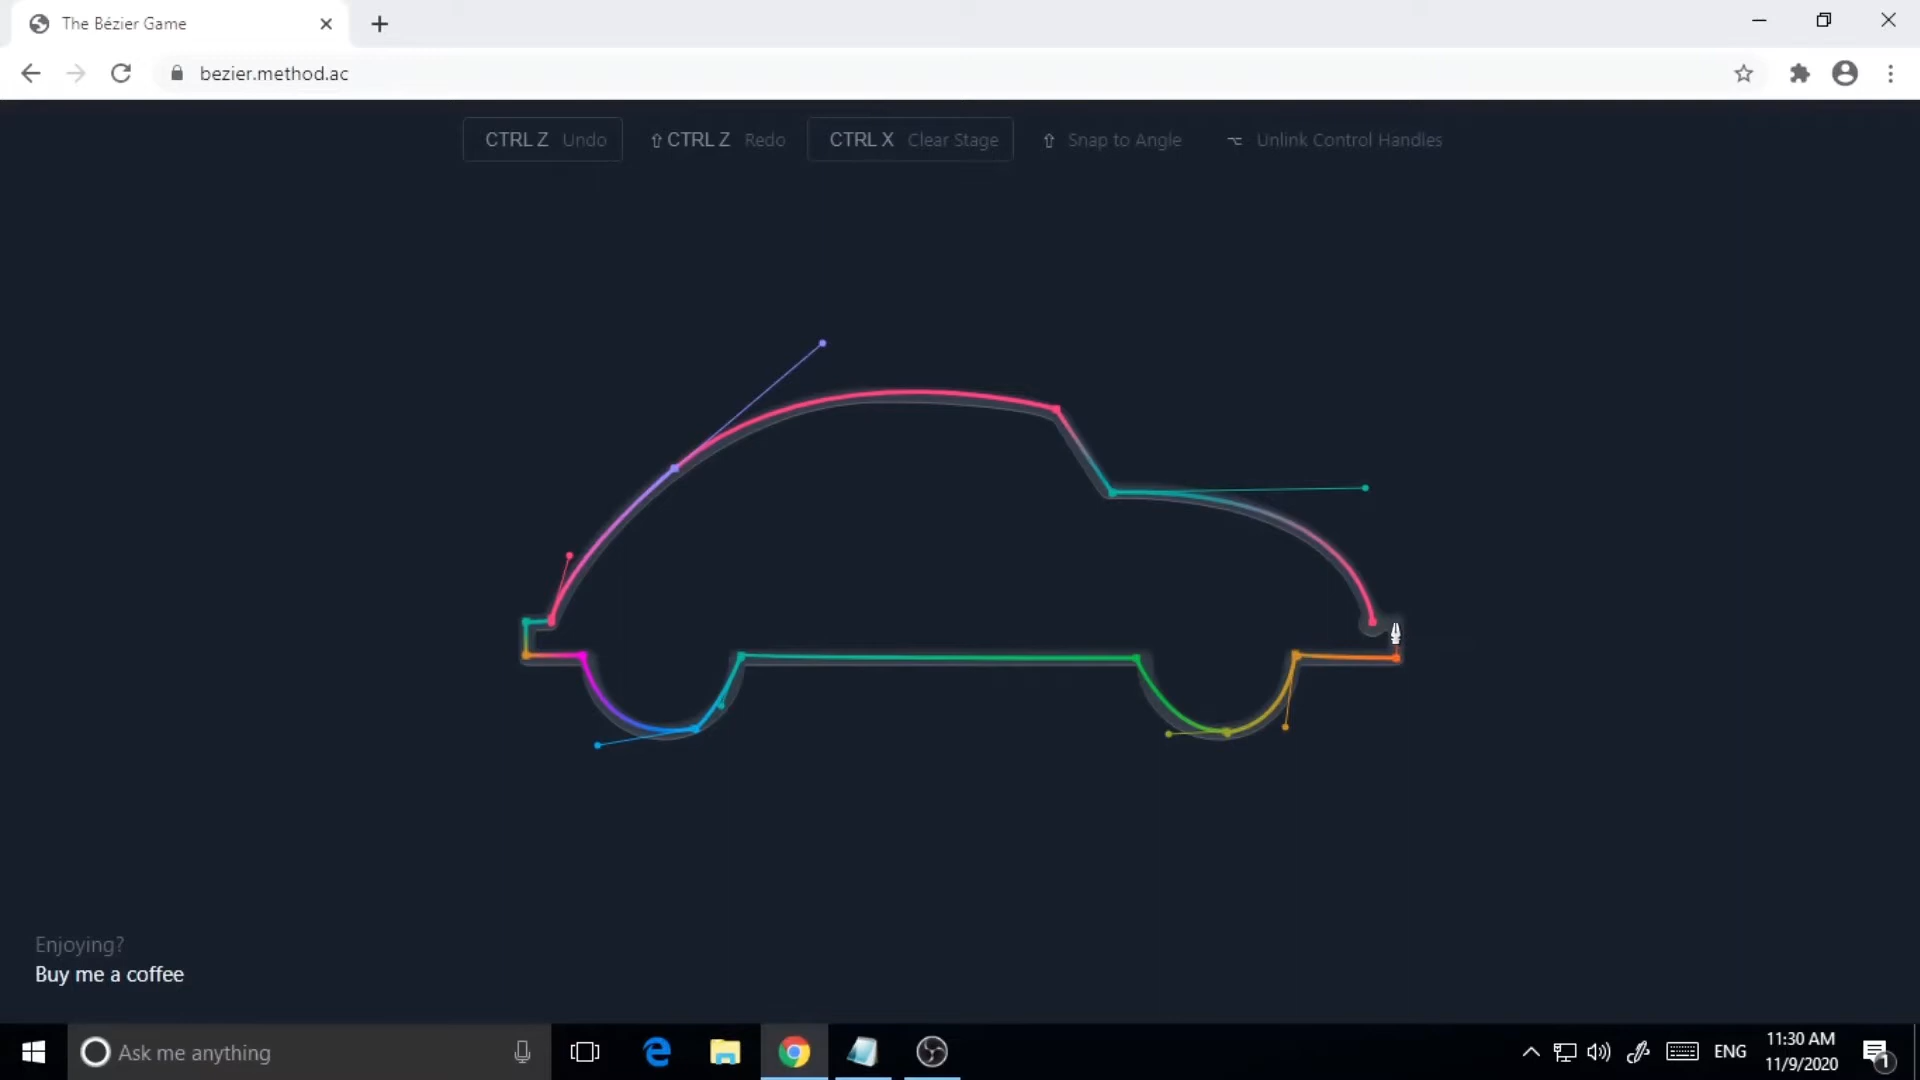 The Bézier Game
bezier.method.ac
CTRL Z Undo ⇧ CTRL Z Redo CTRL X Clear Stage ⇧ Snap to Angle ⌥ Unlink Control Handles
Enjoying?
Buy me a coffee
Ask me anything
ENG
11:30 AM
11/9/2020
1